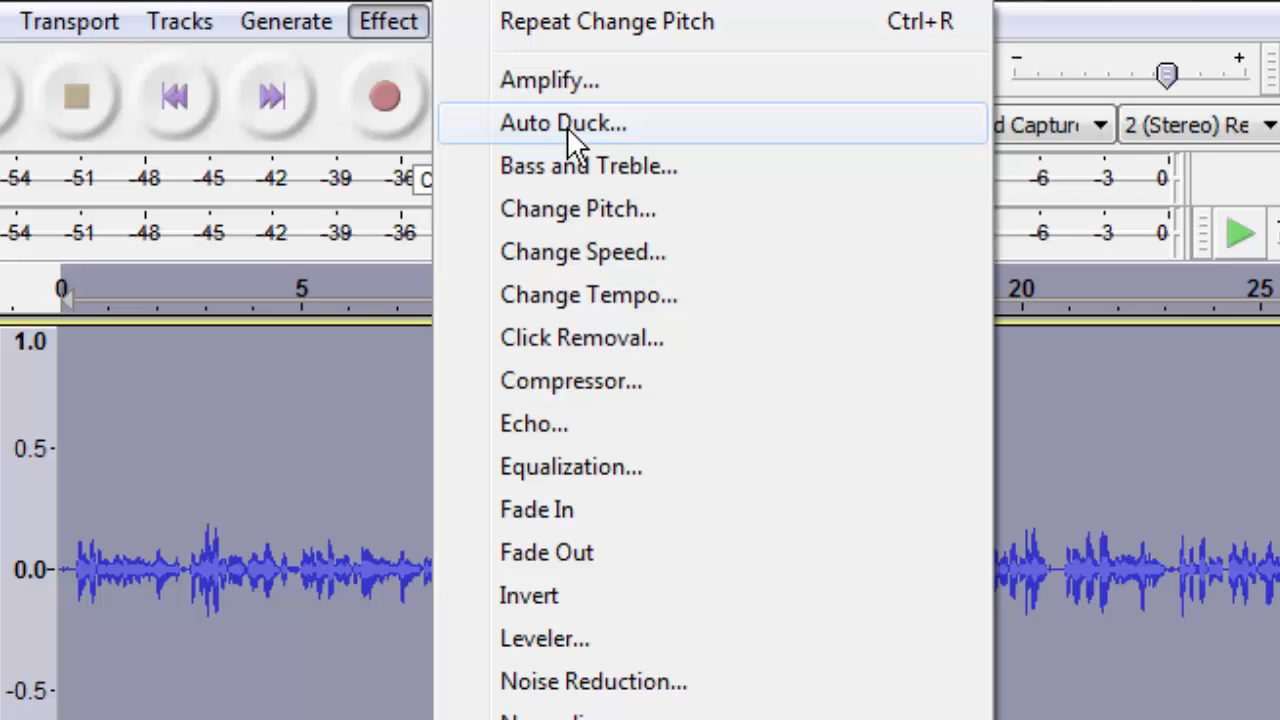 Transport Tracks Generate Effect
Repeat Change Pitch Ctrl+R
- +
Amplify...
Auto Duck...
2 (Stereo) Re
Bass and Treble...
-54 -51 -48 -45 -42 -39 -36 -6 -3 0
Change Pitch...
-54 -51 -48 -45 -42 -39 -36 -6 -3 0
Change Speed...
0 5 20 25
Change Tempo...
1.0
Click Removal...
Compressor...
Echo...
0.5
Equalization...
Fade In
Fade Out
0.0
Invert
Leveler...
Noise Reduction...
-0.5